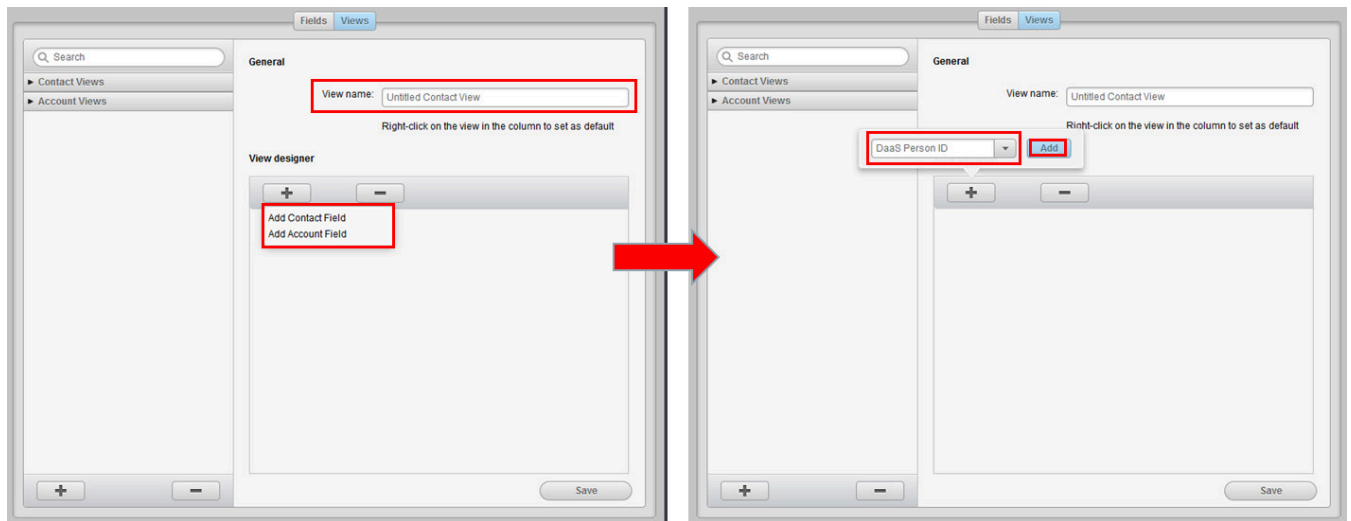 Fields Views
Search
Contact Views
Account Views
General
View name: Untitled Contact View
Right-click on the view in the column to set as default
View designer
Add Contact Field
Add Account Field
Save
Fields Views
Search
Contact Views
Account Views
General
View name: Untitled Contact View
Right-click on the view in the column to set as default
DaaS Person ID Add
Save